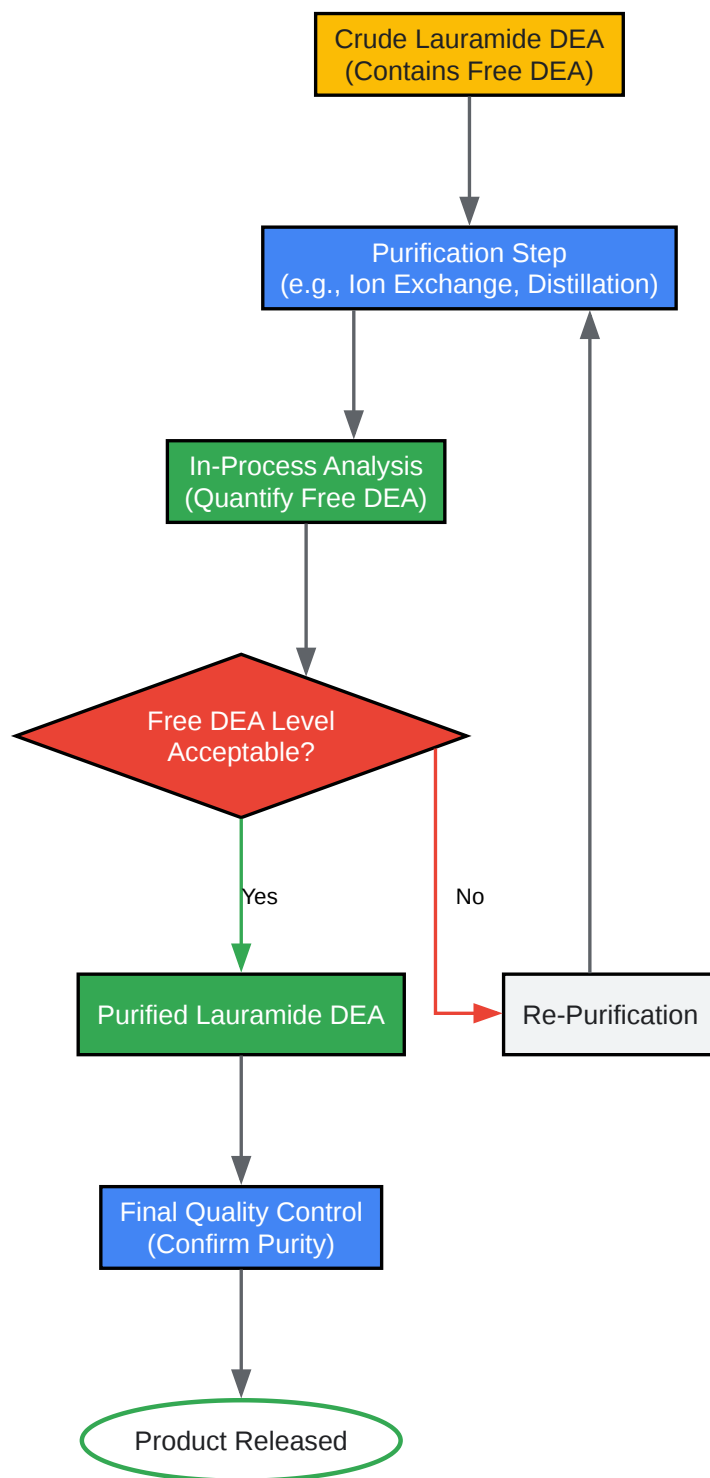 Crude Lauramide DEA
(Contains Free DEA)
Purification Step
(e.g., Ion Exchange, Distillation)
In-Process Analysis
(Quantify Free DEA)
Free DEA Level
Acceptable?
Yes
No
Purified Lauramide DEA
Re-Purification
Final Quality Control
(Confirm Purity)
Product Released